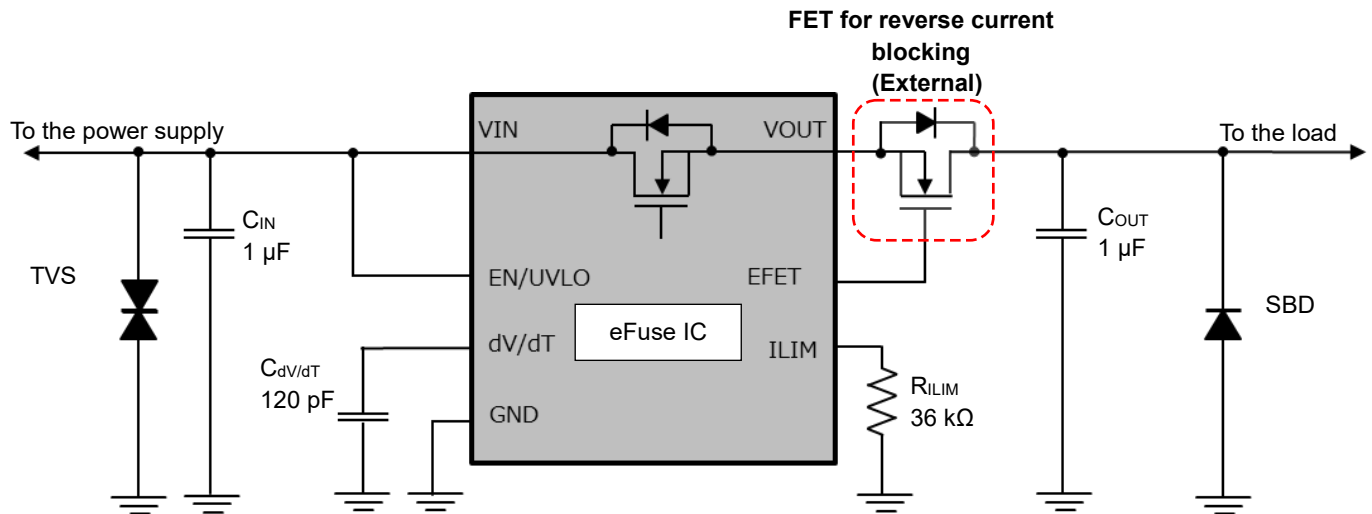 FET for reverse current
blocking
(External)
To the power supply
VIN
VOUT
To the load
CIN
1 µF
COUT
1 µF
TVS
EN/UVLO
EFET
SBD
eFuse IC
dV/dT
ILIM
CdV/dT
120 pF
RILIM
36 kΩ
GND